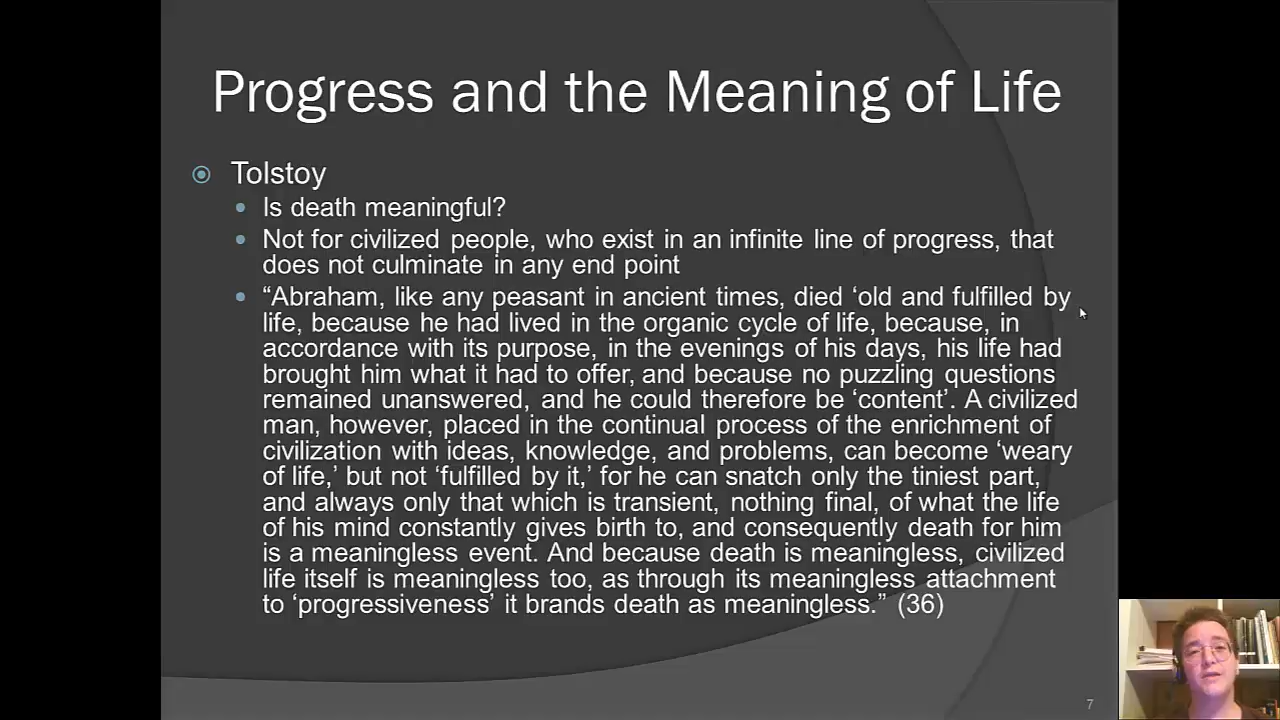 Progress and the Meaning of Life
Tolstoy
Is death meaningful?
Not for civilized people, who exist in an infinite line of progress, that
does not culminate in any end point
“Abraham, like any peasant in ancient times, died ‘old and fulfilled by
life, because he had lived in the organic cycle of life, because, in
accordance with its purpose, in the evenings of his days, his life had
brought him what it had to offer, and because no puzzling questions
remained unanswered, and he could therefore be ‘content’. A civilized
man, however, placed in the continual process of the enrichment of
civilization with ideas, knowledge, and problems, can become ‘weary
of life,’ but not ‘fulfilled by it,’ for he can snatch only the tiniest part,
and always only that which is transient, nothing final, of what the life
of his mind constantly gives birth to, and consequently death for him
is a meaningless event. And because death is meaningless, civilized
life itself is meaningless too, as through its meaningless attachment
to ‘progressiveness’ it brands death as meaningless.” (36)
7